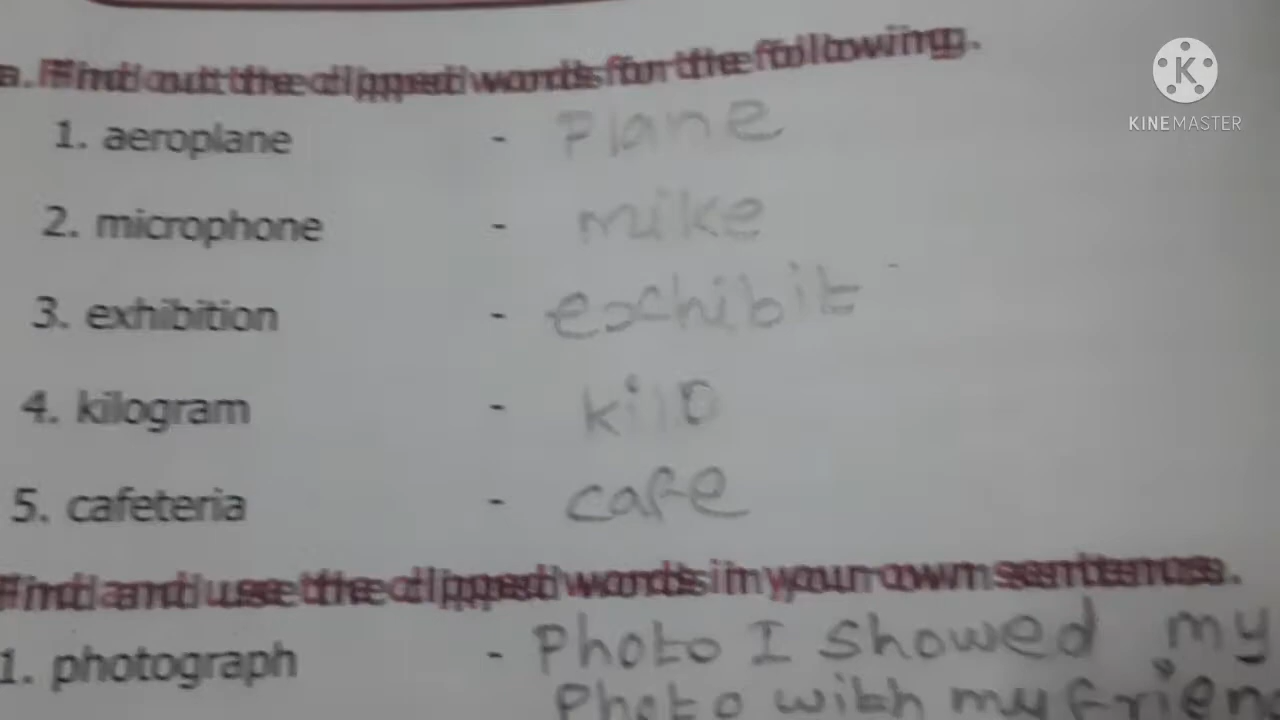 a. Find out the clipped words for the following.
KINEMASTER
1. aeroplane - Plane
2. microphone - mike
3. exhibition - exhibit
4. kilogram - kilo
5. cafeteria - cafe
Find and use the clipped words in your own sentences.
1. photograph - Photo I showed my
Photo with my frien